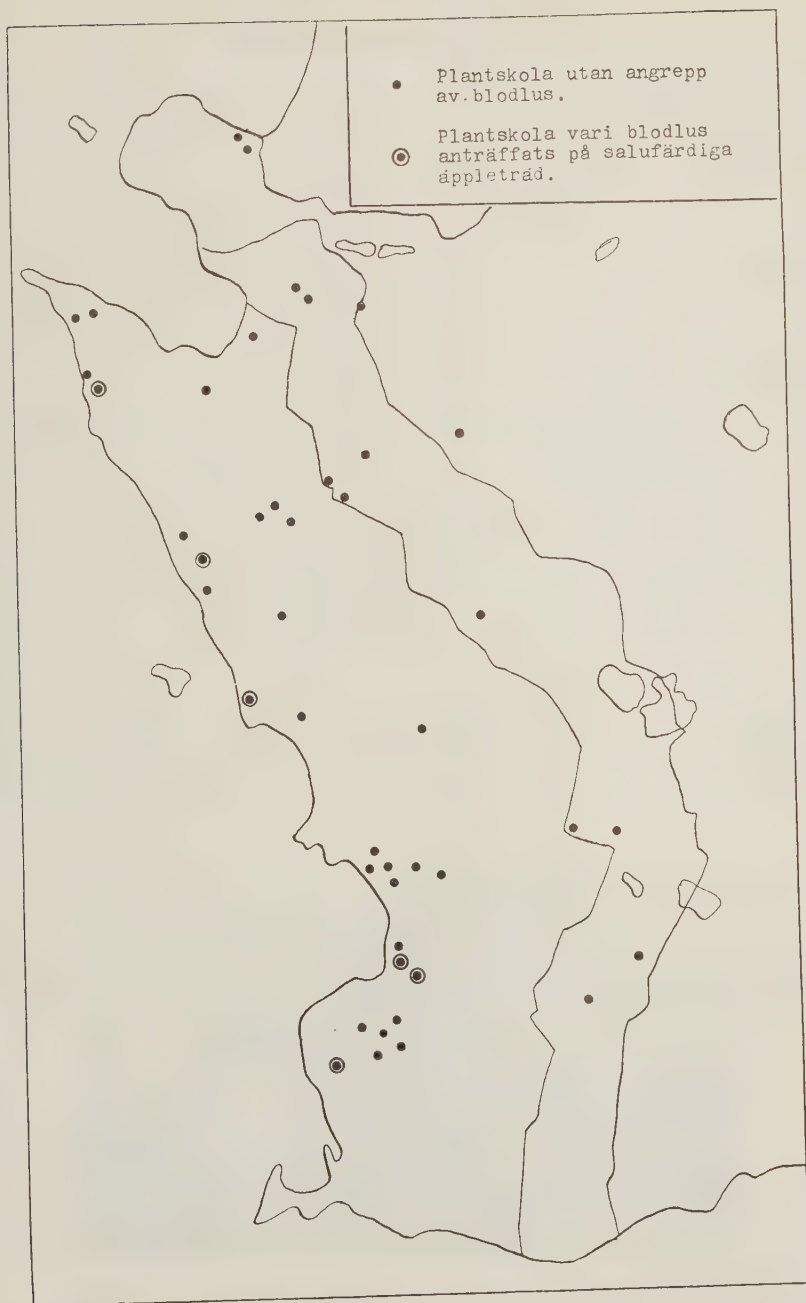 Plantskola utan angrepp
av.blodlus.
Plantskola vari blodlus
anträffats på salufärdiga
äppleträd.